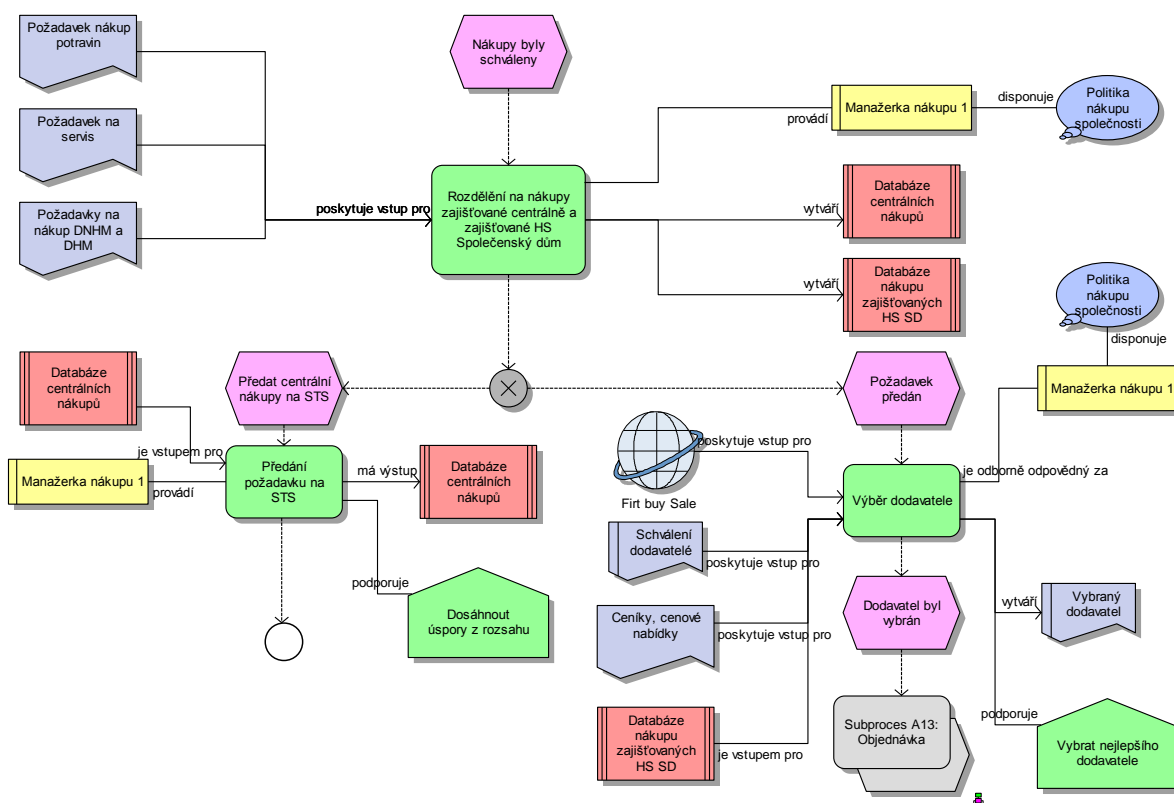 Požadavek nákup
potravin
Nákupy byly
schváleny
Požadavek na
servis
Požadavky na
nákup DNHM a
DHM
poskytuje vstup pro
Rozdělení na nákupy
zajišťované centrálně a
zajišťované HS
Společenský dům
provádí
Manažerka nákupu 1
disponuje
Politika
nákupu
společnosti
vytváří
Databáze
centrálních
nákupů
vytváří
Databáze
nákupu
zajišťovaných
HS SD
Politika
nákupu
společnosti
disponuje
Manažerka nákupu 1
Databáze
centrálních
nákupů
Předat centrální
nákupy na STS
Požadavek
předán
je vstupem pro
Manažerka nákupu 1
provádí
Předání
požadavku na
STS
má výstup
Databáze
centrálních
nákupů
podporuje
Dosáhnout
úspory z rozsahu
poskytuje vstup pro
Firt buy Sale
Výběr dodavatele
je odborně odpovědný za
Schválení
dodavatelé
poskytuje vstup pro
Ceníky, cenové
nabídky
poskytuje vstup pro
Dodavatel byl
vybrán
vytváří
Vybraný
dodavatel
Databáze
nákupu
zajišťovaných
HS SD
je vstupem pro
Subproces A13:
Objednávka
podporuje
Vybrat nejlepšího
dodavatele